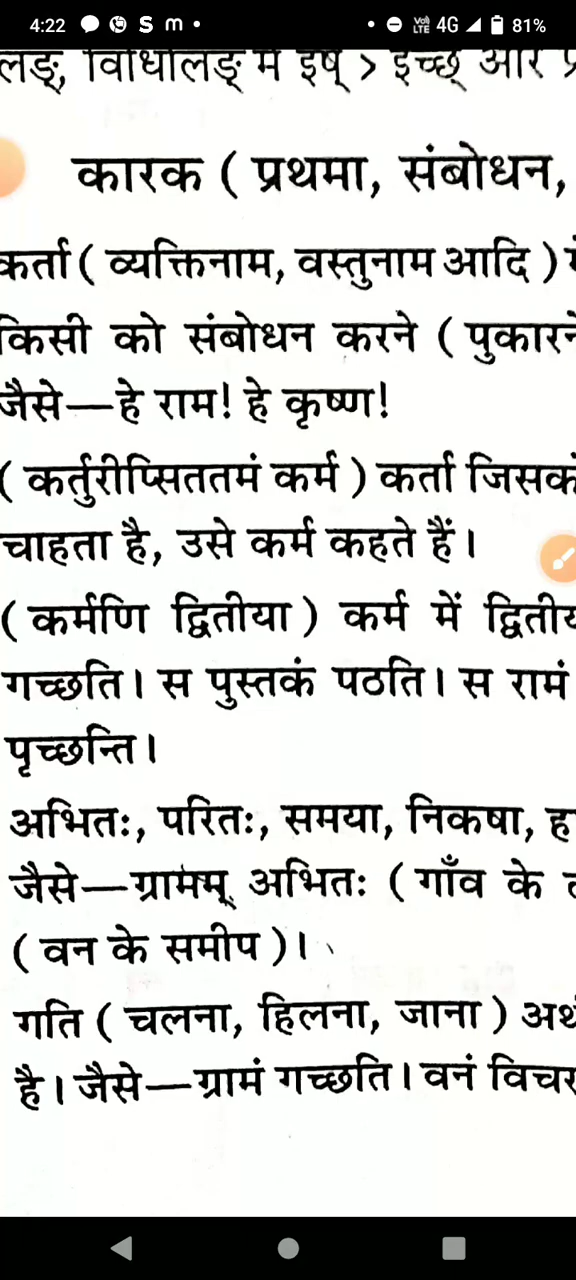 4:22 S m 4G 81%
लङ्, विधिलिङ् में इष् > इच्छ् और
कारक ( प्रथमा, संबोधन,
कर्ता ( व्यक्तिनाम, वस्तुनाम आदि )
किसी को संबोधन करने ( पुकारने
जैसे—हे राम! हे कृष्ण!
( कर्तुरीप्सिततमं कर्म ) कर्ता जिसको
चाहता है, उसे कर्म कहते हैं।
( कर्मणि द्वितीया ) कर्म में द्वितीय
गच्छति। स पुस्तकं पठति। स रामं
पृच्छन्ति।
अभितः, परितः, समया, निकषा, ह
जैसे—ग्रामम् अभितः ( गाँव के
( वन के समीप )।
गति ( चलना, हिलना, जाना ) अर्थ
है। जैसे—ग्रामं गच्छति। वनं विचर